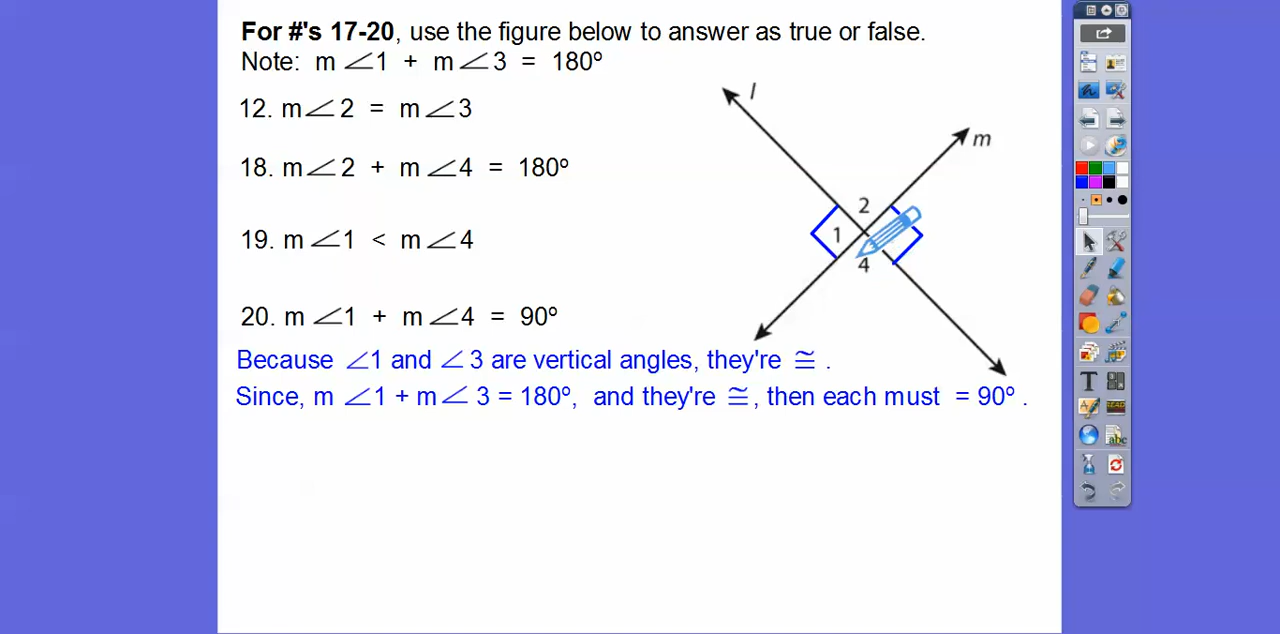 For #'s 17-20, use the figure below to answer as true or false.
Note: m ∠1 + m∠3 = 180º
12. m∠2 = m∠3
18. m∠2 + m∠4 = 180º
19. m∠1 < m∠4
20. m∠1 + m∠4 = 90º
Because ∠1 and ∠3 are vertical angles, they're ≅ .
Since, m ∠1 + m∠ 3 = 180º, and they're ≅, then each must = 90º .
l
m
2
1
4
T
abc